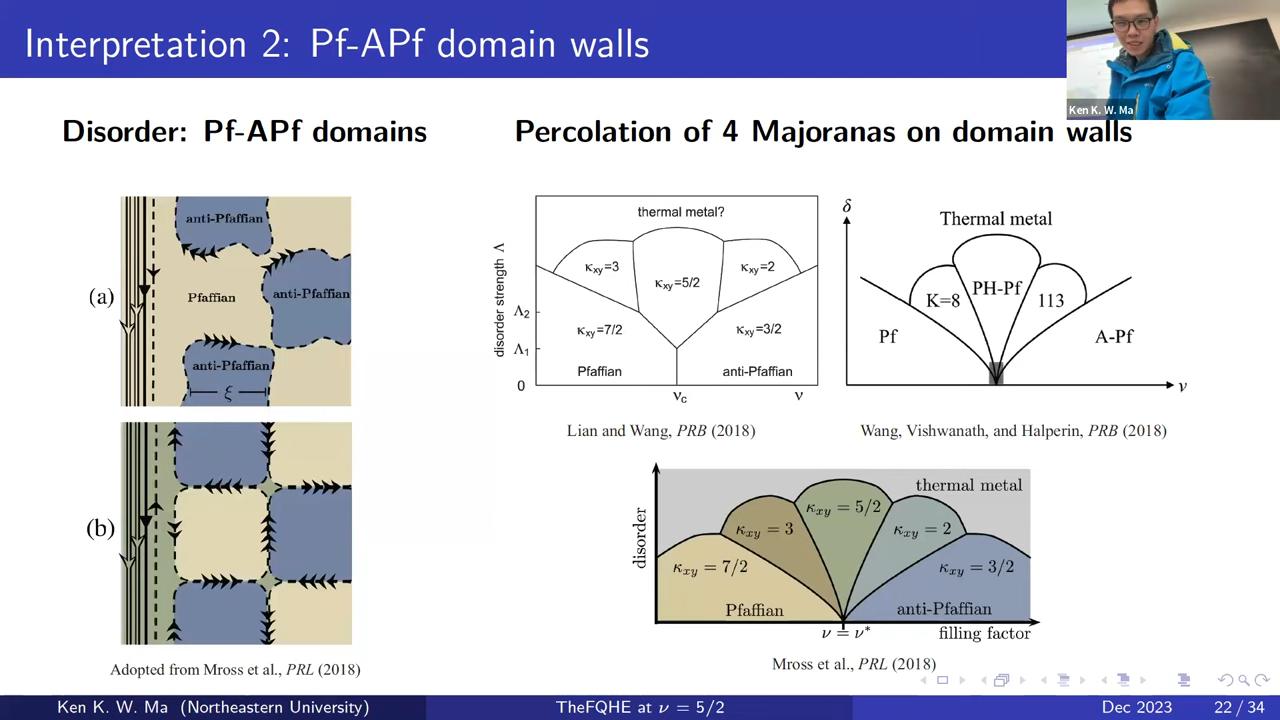 Interpretation 2: Pf-APf domain walls
Ken K. W. Ma
Disorder: Pf-APf domains
Percolation of 4 Majoranas on domain walls
(a)
anti-Pfaffian
Pfaffian
anti-Pfaffian
anti-Pfaffian
ξ
(b)
Adopted from Mross et al., PRL (2018)
disorder strength Λ
thermal metal?
κxy=3
κxy=5/2
κxy=2
Λ2
κxy=7/2
κxy=3/2
Λ1
Pfaffian
anti-Pfaffian
0
νc
ν
Lian and Wang, PRB (2018)
δ
Thermal metal
K=8
PH-Pf
113
Pf
A-Pf
ν
Wang, Vishwanath, and Halperin, PRB (2018)
disorder
thermal metal
κxy = 5/2
κxy = 3
κxy = 2
κxy = 7/2
κxy = 3/2
Pfaffian
anti-Pfaffian
ν = ν*
filling factor
Mross et al., PRL (2018)
Ken K. W. Ma (Northeastern University)
TheFQHE at ν = 5/2
Dec 2023
22 / 34